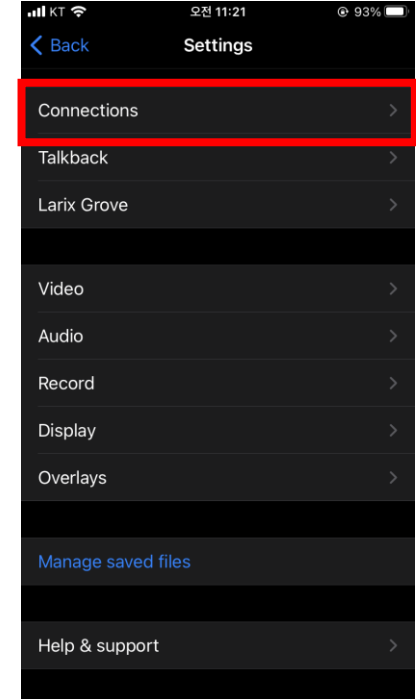 KT 오전 11:21 93%
Back Settings
Connections
Talkback
Larix Grove
Video
Audio
Record
Display
Overlays
Manage saved files
Help & support